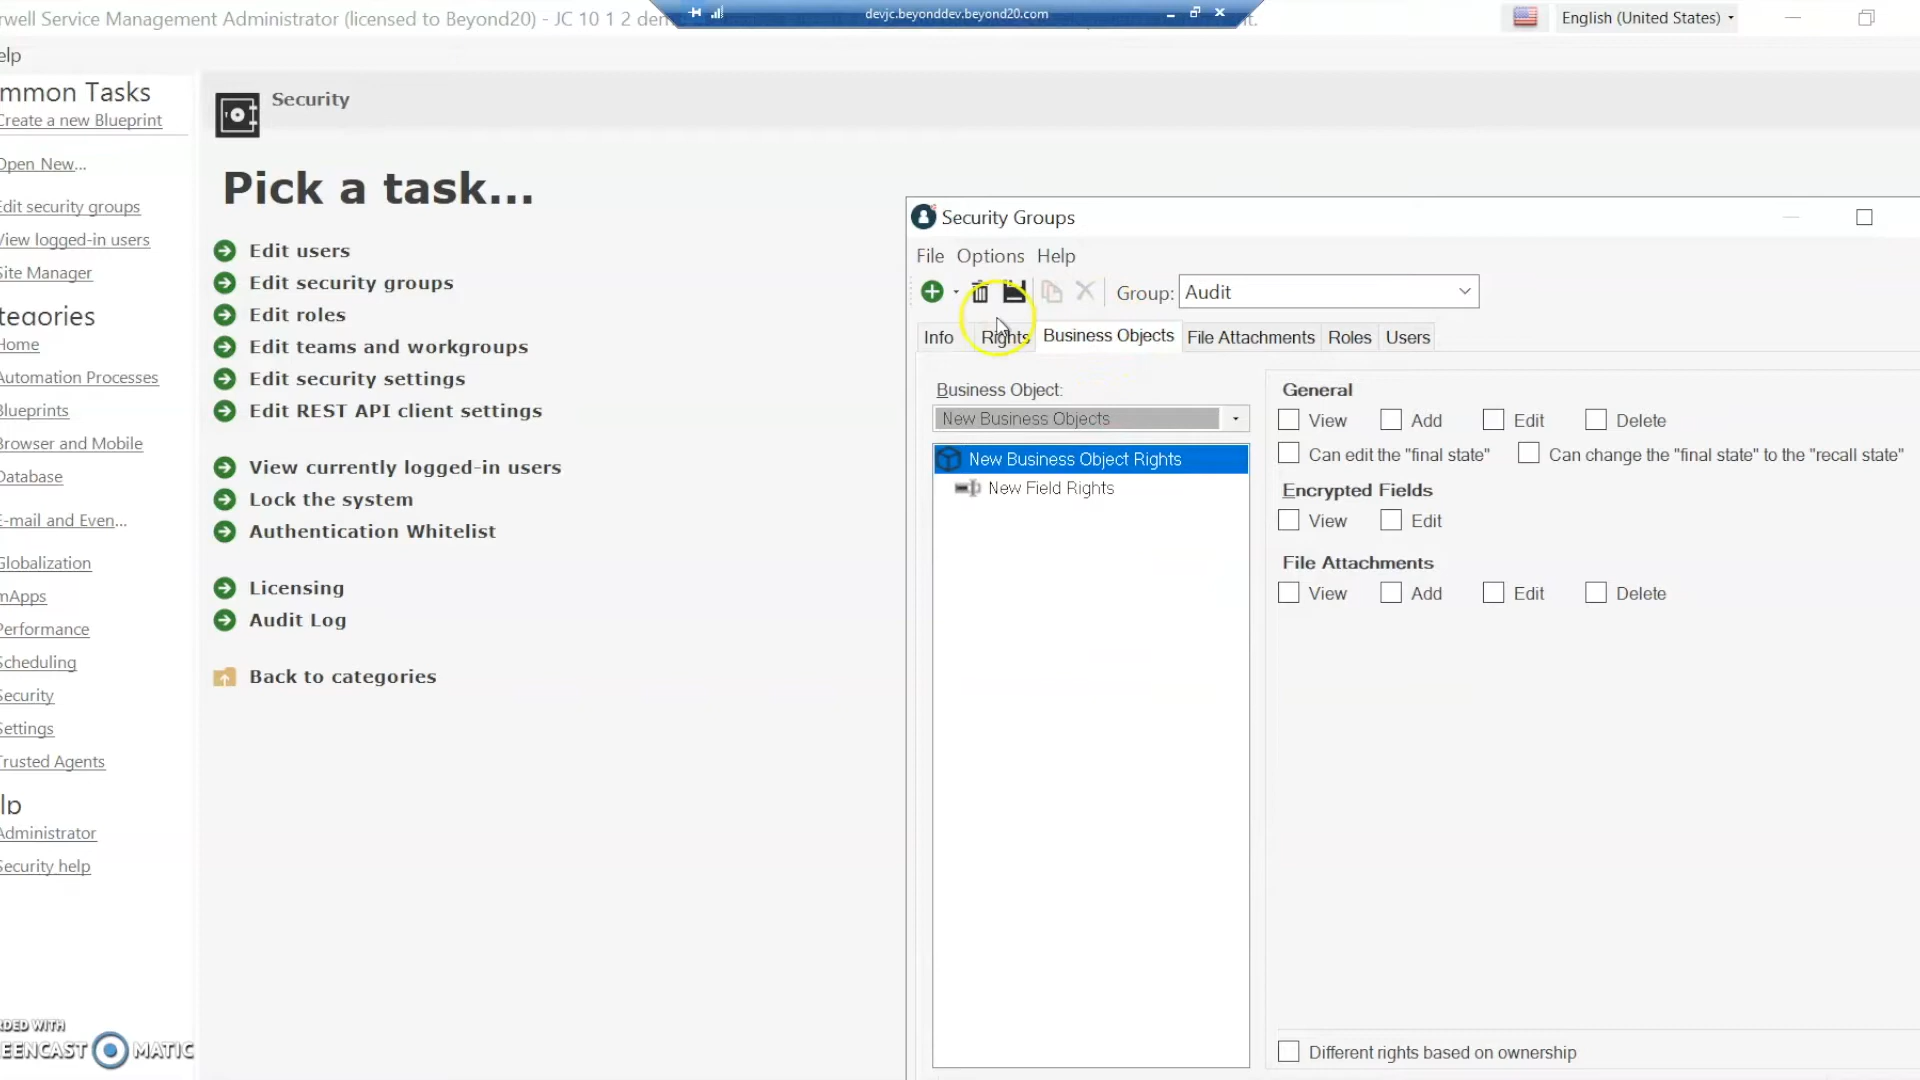 rwell Service Management Administrator (licensed to Beyond20) - JC 10 1 2 dem
devjc.beyonddev.beyond20.com
t.
English (United States)
elp
mmon Tasks
Create a new Blueprint
Open New...
Edit security groups
View logged-in users
Site Manager
tegories
Home
Automation Processes
Blueprints
Browser and Mobile
Database
E-mail and Even...
Globalization
mApps
Performance
Scheduling
Security
Settings
Trusted Agents
lp
Administrator
Security help
RDED WITH
EENCAST MATIC
Security
Pick a task...
Edit users
Edit security groups
Edit roles
Edit teams and workgroups
Edit security settings
Edit REST API client settings
View currently logged-in users
Lock the system
Authentication Whitelist
Licensing
Audit Log
Back to categories
Security Groups
File Options Help
Group: Audit
Info Rights Business Objects File Attachments Roles Users
Business Object:
New Business Objects
New Business Object Rights
New Field Rights
General
View Add Edit Delete
Can edit the "final state" Can change the "final state" to the "recall state"
Encrypted Fields
View Edit
File Attachments
View Add Edit Delete
Different rights based on ownership